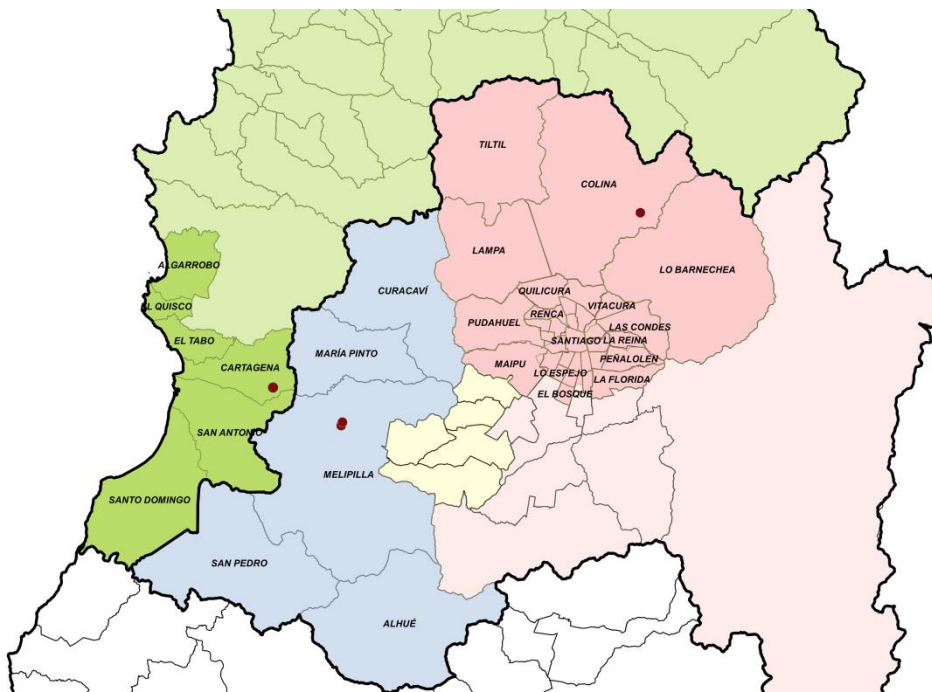 TILTIL
COLINA
LAMPA
ALGARROBO
LO BARNECHEA
CURACAVÍ
QUILICURA
EL QUISCO
VITACURA
RENCA
PUDAHUEL
LAS CONDES
EL TABO
SANTIAGO
LA REINA
MARÍA PINTO
PEÑALOLEN
CARTAGENA
MAIPU
LO ESPEJO
LA FLORIDA
EL BOSQUE
SAN ANTONIO
MELIPILLA
SANTO DOMINGO
SAN PEDRO
ALHUÉ